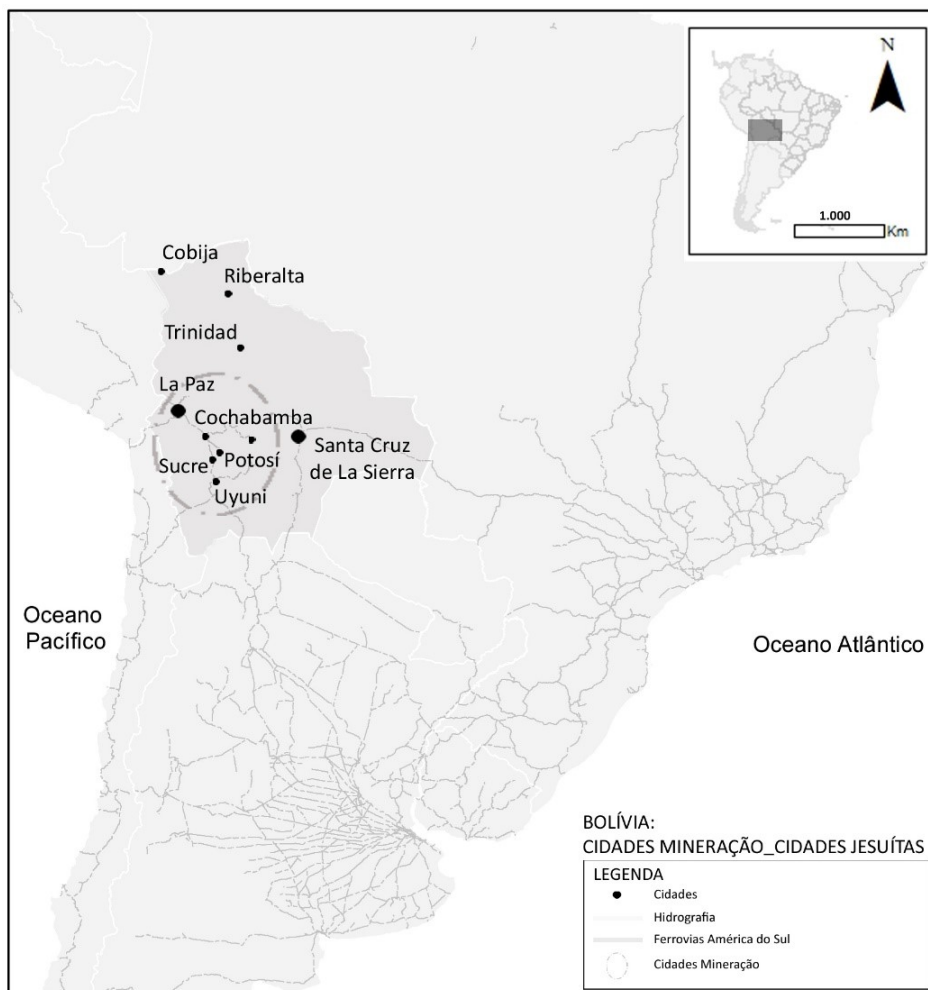 N
1.000
Km
Cobija
Riberalta
Trinidad
La Paz
Cochabamba
Santa Cruz
de La Sierra
Sucre
Potosí
Uyuni
Oceano
Pacífico
Oceano Atlântico
BOLÍVIA:
CIDADES MINERAÇÃO_CIDADES JESUÍTAS
LEGENDA
Cidades
Hidrografia
Ferrovias América do Sul
Cidades Mineração